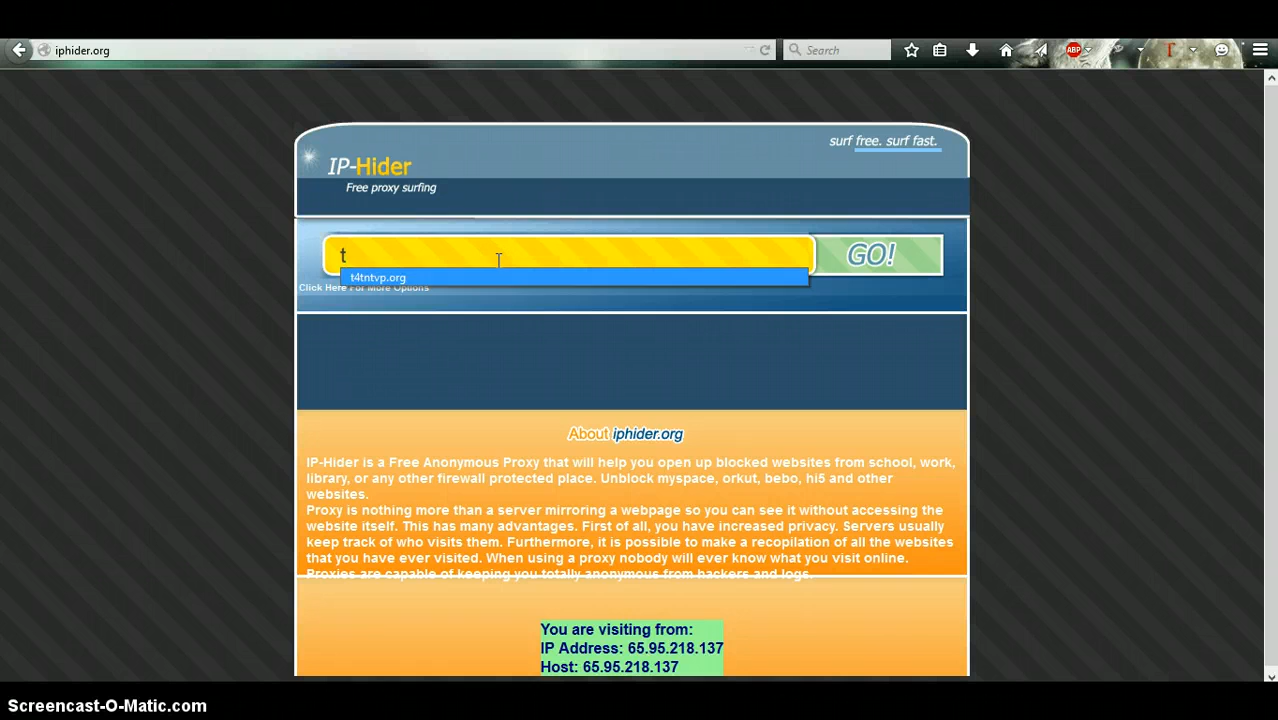 iphider.org
Search
ABP
surf free. surf fast.
IP-Hider
Free proxy surfing
t
GO!
t4tntvp.org
Click Here For More Options
About iphider.org
IP-Hider is a Free Anonymous Proxy that will help you open up blocked websites from school, work,
library, or any other firewall protected place. Unblock myspace, orkut, bebo, hi5 and other
websites.
Proxy is nothing more than a server mirroring a webpage so you can see it without accessing the
website itself. This has many advantages. First of all, you have increased privacy. Servers usually
keep track of who visits them. Furthermore, it is possible to make a recopilation of all the websites
that you have ever visited. When using a proxy nobody will ever know what you visit online.
Proxies are capable of keeping you totally anonymous from hackers and logs.
You are visiting from:
IP Address: 65.95.218.137
Host: 65.95.218.137
Screencast-O-Matic.com